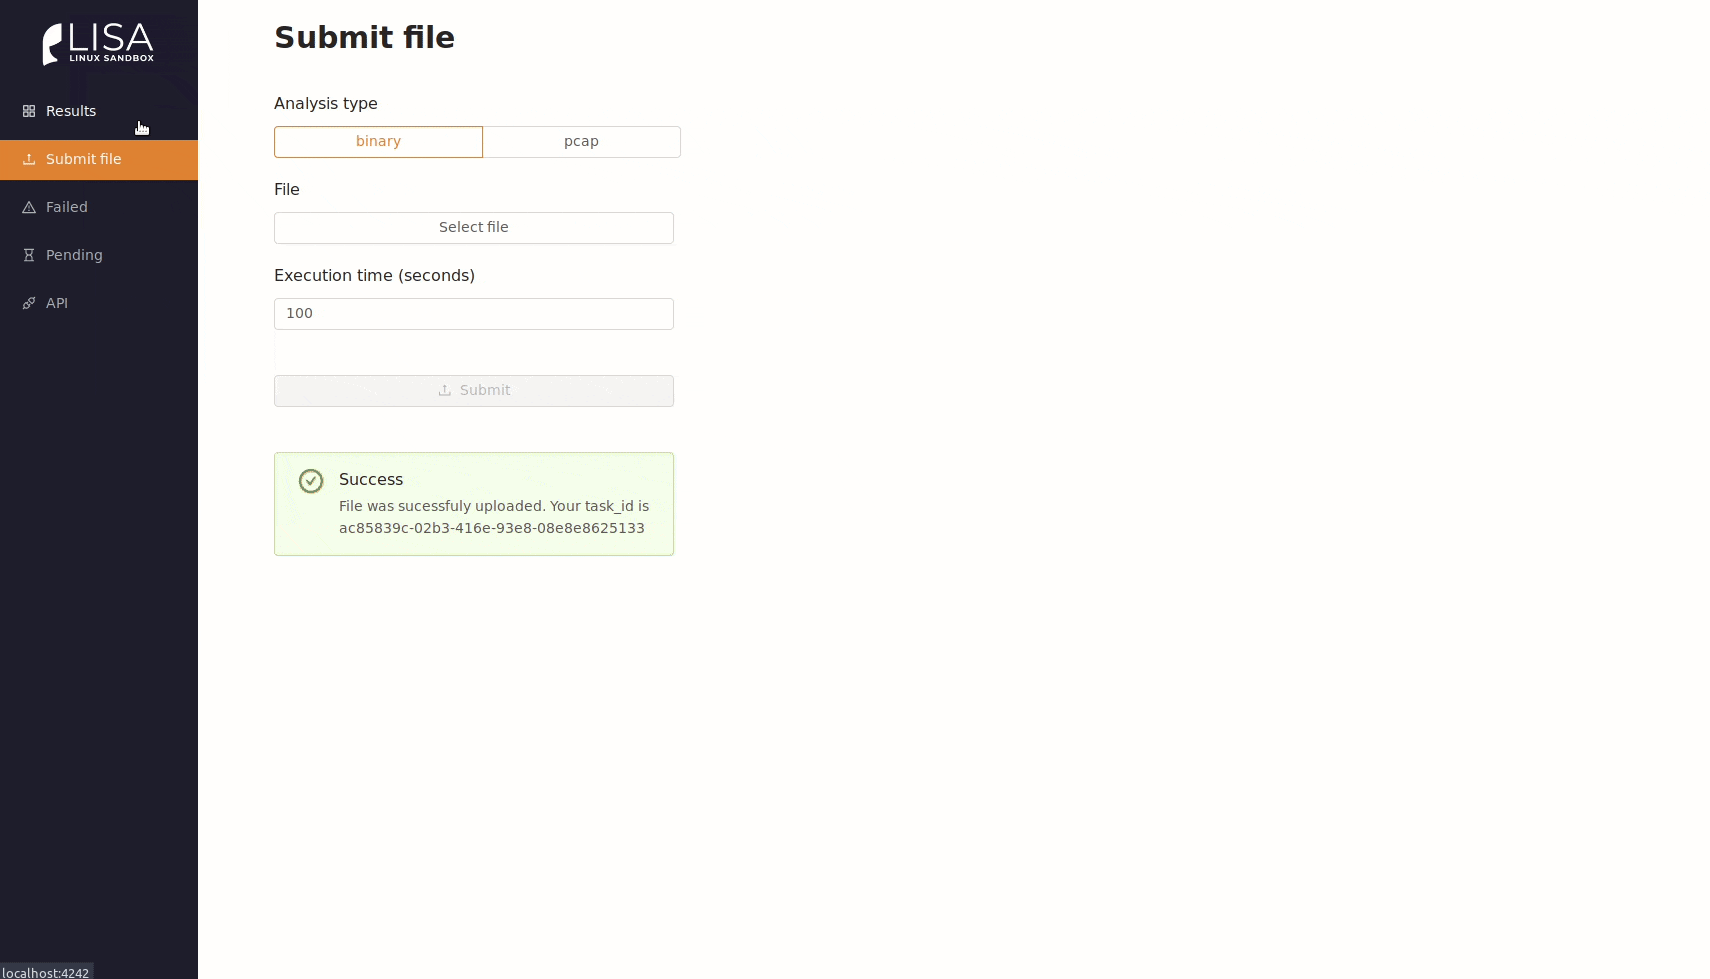 LISA
LINUX SANDBOX
Results
Submit file
Failed
Pending
API
Submit file
Analysis type
binary
pcap
File
Select file
Execution time (seconds)
100
Submit
Success
File was sucessfuly uploaded. Your task_id is
ac85839c-02b3-416e-93e8-08e8e8625133
localhost:4242